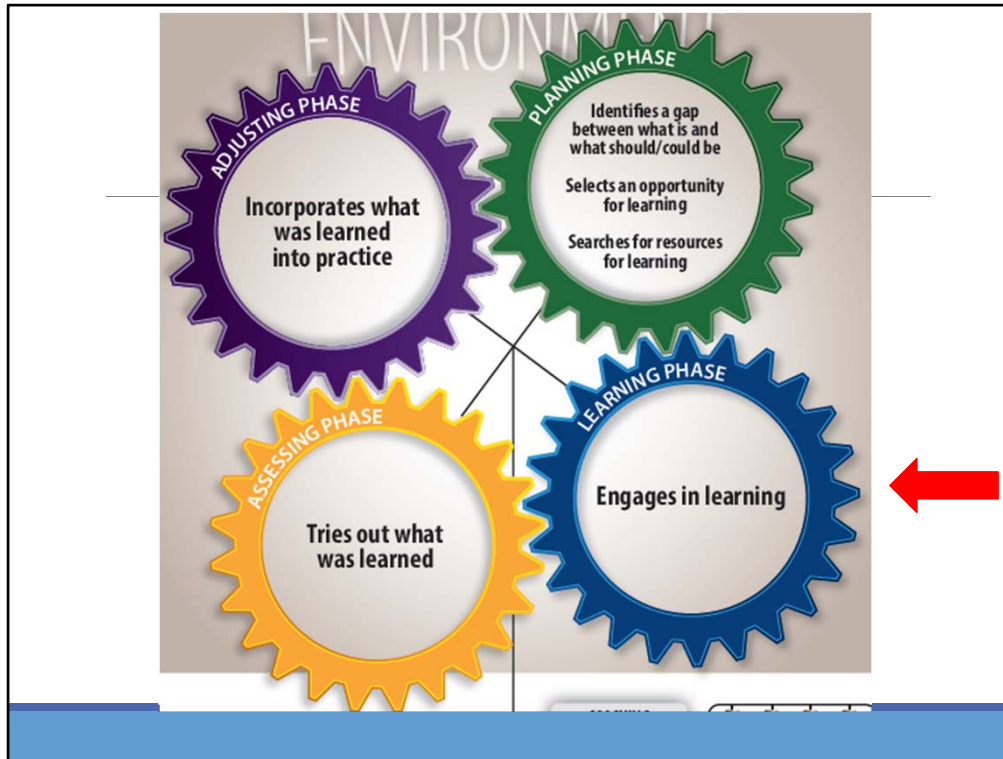 ENVIRONMENT
ADJUSTING PHASE
Incorporates what
was learned
into practice
PLANNING PHASE
Identifies a gap
between what is and
what should/could be
Selects an opportunity
for learning
Searches for resources
for learning
ASSESSING PHASE
Tries out what
was learned
LEARNING PHASE
Engages in learning